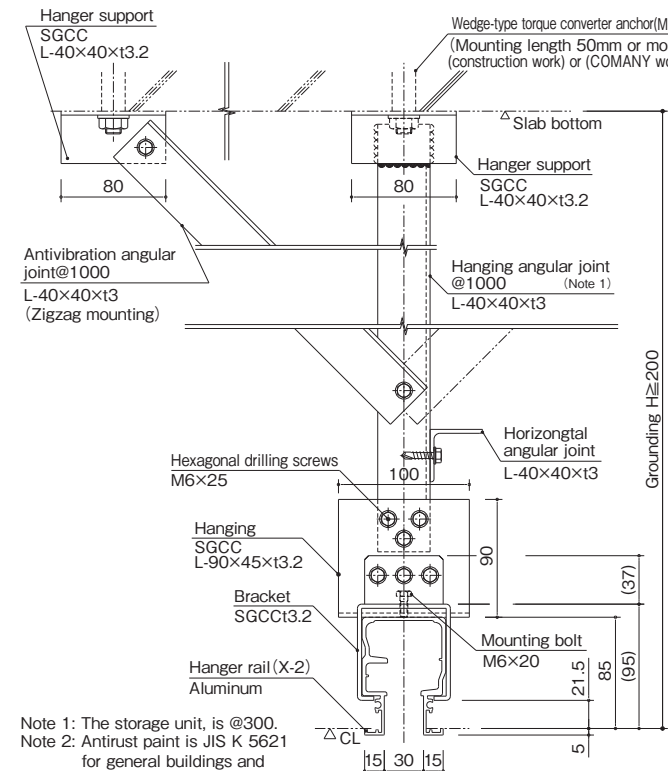 Hanger support
SGCC
L-40×40×t3.2
Wedge-type torque converter anchor(M
(Mounting length 50mm or mo
(construction work) or (COMANY wo
Slab bottom
80
80
Hanger support
SGCC
L-40×40×t3.2
Antivibration angular
joint@1000
L-40×40×t3
(Zigzag mounting)
Hanging angular joint
@1000 (Note 1)
L-40×40×t3
Grounding H≧200
Horizongtal
angular joint
L-40×40×t3
Hexagonal drilling screws
M6×25
100
Hanging
SGCC
L-90×45×t3.2
90
(37)
Bracket
SGCCt3.2
Mounting bolt
M6×20
21.5
85
(95)
Hanger rail(X-2)
Aluminum
CL
5
15 30 15
Note 1: The storage unit, is @300.
Note 2: Antirust paint is JIS K 5621
for general buildings and